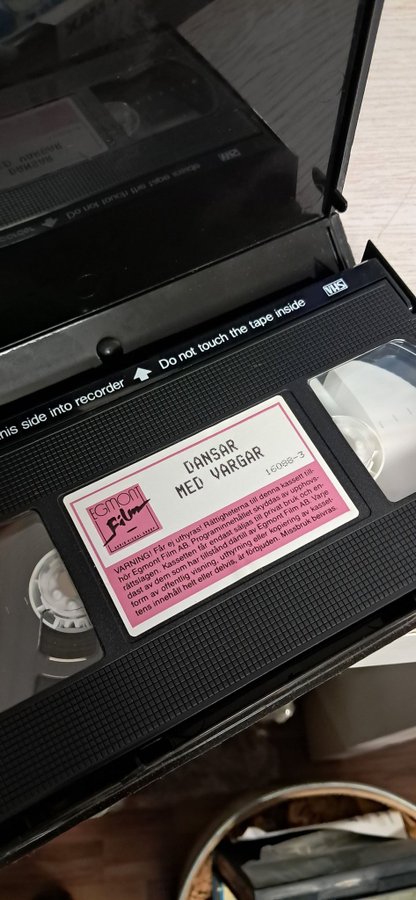 his side into recorder Do not touch the tape inside VHS
EGMONT
Film
DANSAR
MED VARGAR
16088-3
VARNING! Får ej uthyras! Rättigheterna till denna kassett till-
hör Egmont Film AB. Programinnehållet skyddas av upphovs-
rättslagen. Kassetten får endast säljas till privat bruk och en-
dast av dem som har tillstånd därtill av Egmont Film AB. Varje
form av offentlig visning, uthyrning eller kopiering av kasset-
tens innehåll helt eller delvis, är förbjuden. Missbruk beivras.